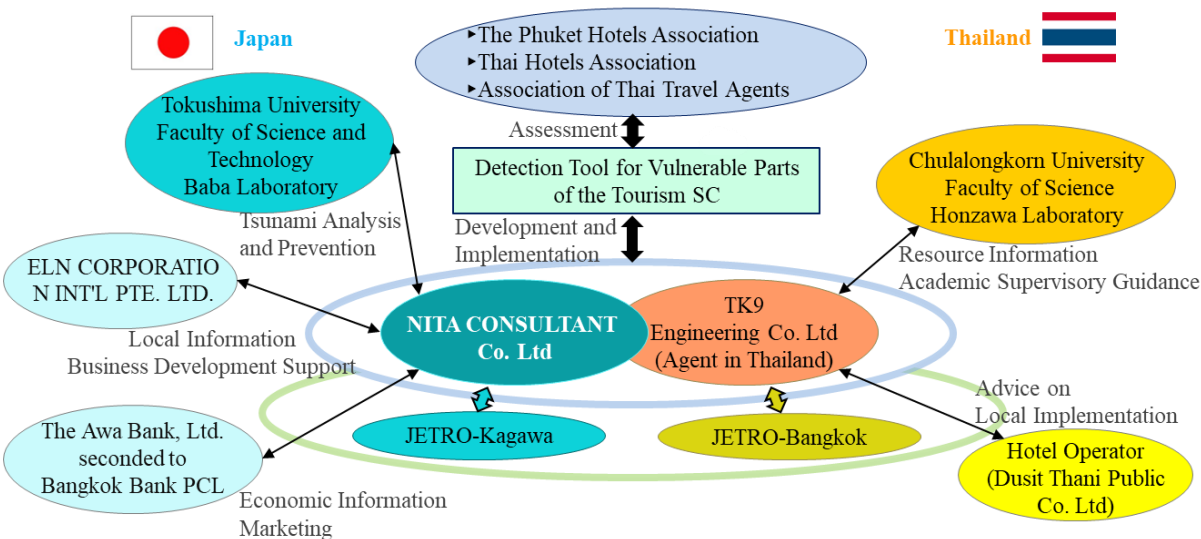 Japan
Thailand
▸The Phuket Hotels Association
▸Thai Hotels Association
▸Association of Thai Travel Agents
Tokushima University
Faculty of Science and
Technology
Baba Laboratory
Assessment
Detection Tool for Vulnerable Parts
of the Tourism SC
Chulalongkorn University
Faculty of Science
Honzawa Laboratory
Tsunami Analysis
and Prevention
Development and
Implementation
Resource Information
Academic Supervisory Guidance
ELN CORPORATIO
N INT'L PTE. LTD.
NITA CONSULTANT
Co. Ltd
TK9
Engineering Co. Ltd
(Agent in Thailand)
Local Information
Business Development Support
Advice on
Local Implementation
JETRO-Kagawa
JETRO-Bangkok
The Awa Bank, Ltd.
seconded to
Bangkok Bank PCL
Hotel Operator
(Dusit Thani Public
Co. Ltd)
Economic Information
Marketing